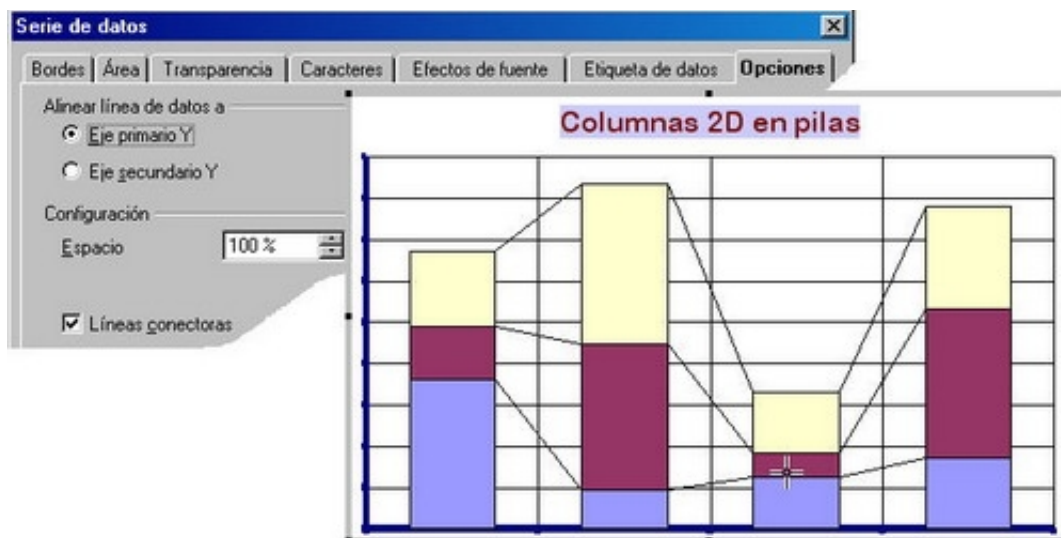 Serie de datos
Bordes Área Transparencia Caracteres Efectos de fuente Etiqueta de datos Opciones
Alinear línea de datos a
Eje primario Y
Eje secundario Y
Configuración
Espacio 100 %
Líneas conectoras
Columnas 2D en pilas